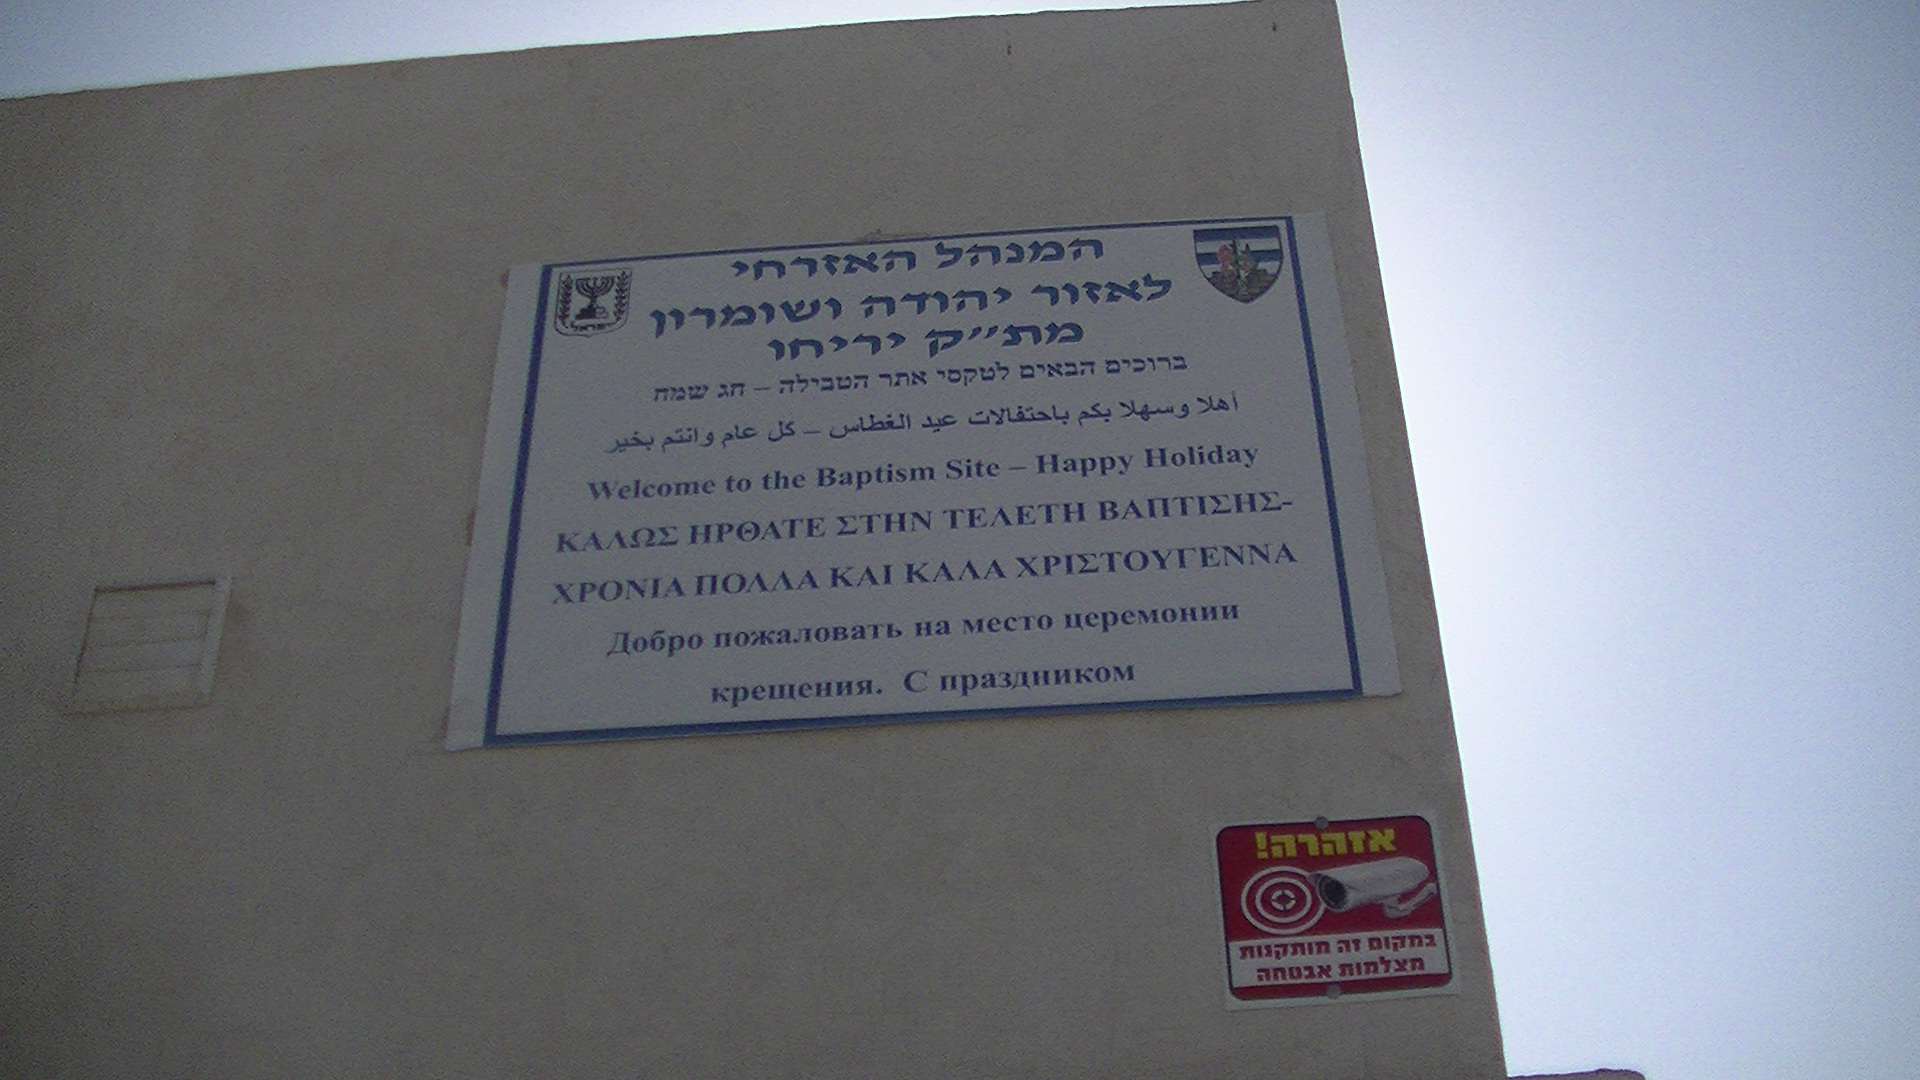 המנהל האזרחי
לאזור יהודה ושומרון
מת״ק יריחו
ברוכים הבאים לטקסי אתר הטבילה – חג שמח
أهلا وسهلا بكم باحتفالات عيد الغطاس – كل عام وانتم بخير
Welcome to the Baptism Site – Happy Holiday
ΚΑΛΩΣ ΗΡΘΑΤΕ ΣΤΗΝ ΤΕΛΕΤΗ ΒΑΠΤΙΣΗΣ-
ΧΡΟΝΙΑ ΠΟΛΛΑ ΚΑΙ ΚΑΛΑ ΧΡΙΣΤΟΥΓΕΝΝΑ
Добро пожаловать на место церемонии
крещения. С праздником
ישראל
אזהרה!
במקום זה מותקנות
מצלמות אבטחה